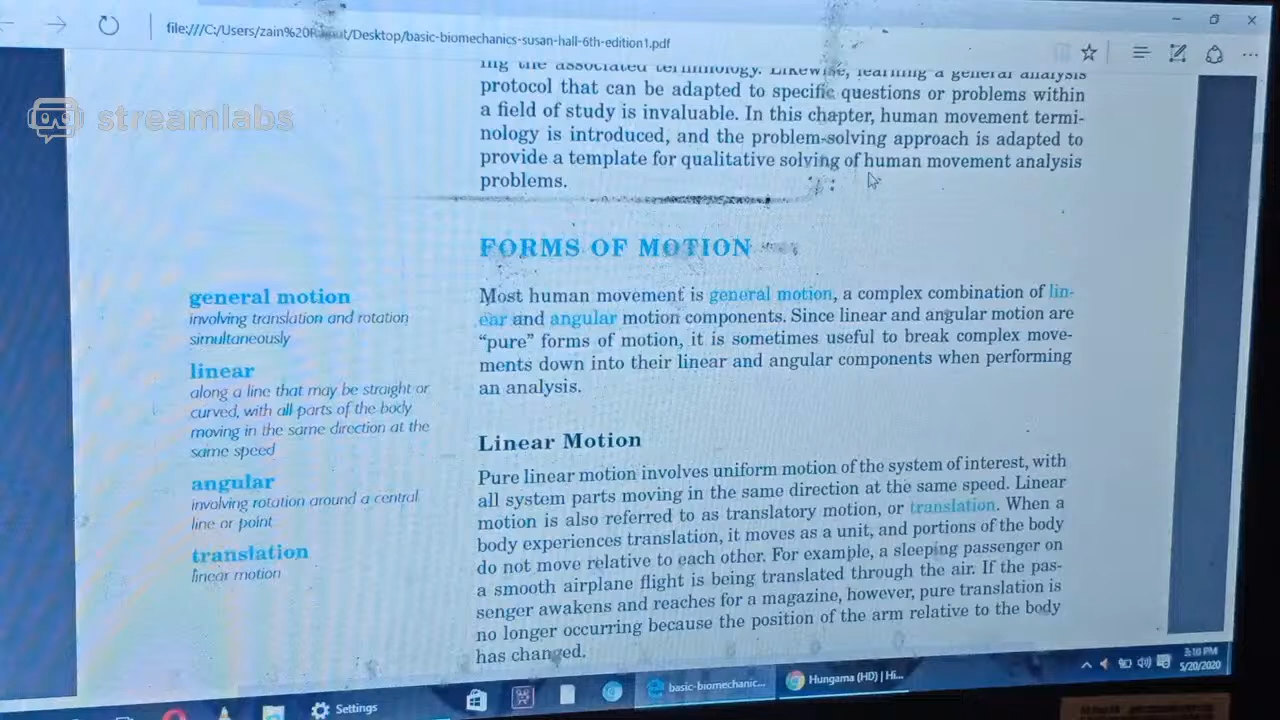 file:///C:/Users/zain%20R
ut/Desktop/basic-biomechanics-susan-hall-6th-edition1.pdf
streamlabs
ing the associated terminology. Likewise, learning a general analysis
protocol that can be adapted to specific questions or problems within
a field of study is invaluable. In this chapter, human movement termi-
nology is introduced, and the problem-solving approach is adapted to
provide a template for qualitative solving of human movement analysis
problems.
FORMS OF MOTION
general motion
involving translation and rotation
simultaneously
linear
along a line that may be straight or
curved, with all parts of the body
moving in the same direction at the
same speed
angular
involving rotation around a central
line or point
translation
linear motion
Most human movement is general motion, a complex combination of lin-
ear and angular motion components. Since linear and angular motion are
“pure” forms of motion, it is sometimes useful to break complex move-
ments down into their linear and angular components when performing
an analysis.
Linear Motion
Pure linear motion involves uniform motion of the system of interest, with
all system parts moving in the same direction at the same speed. Linear
motion is also referred to as translatory motion, or translation. When a
body experiences translation, it moves as a unit, and portions of the body
do not move relative to each other. For example, a sleeping passenger on
a smooth airplane flight is being translated through the air. If the pas-
senger awakens and reaches for a magazine, however, pure translation is
no longer occurring because the position of the arm relative to the body
has changed.
Settings
basic-biomechanic...
Hungama (HD) | Hi...
3:10 PM
5/20/2020